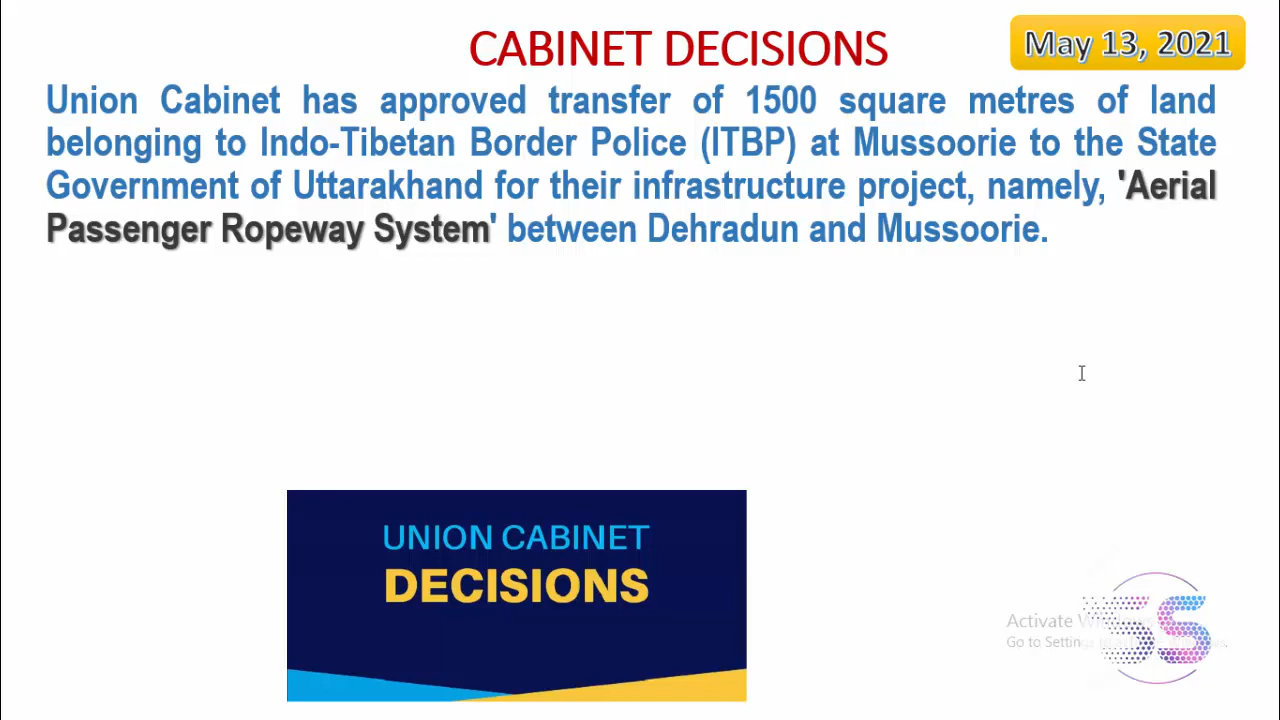 CABINET DECISIONS
May 13, 2021
Union Cabinet has approved transfer of 1500 square metres of land
belonging to Indo-Tibetan Border Police (ITBP) at Mussoorie to the State
Government of Uttarakhand for their infrastructure project, namely, 'Aerial
Passenger Ropeway System' between Dehradun and Mussoorie.
UNION CABINET
DECISIONS
Activate
Go to
SS